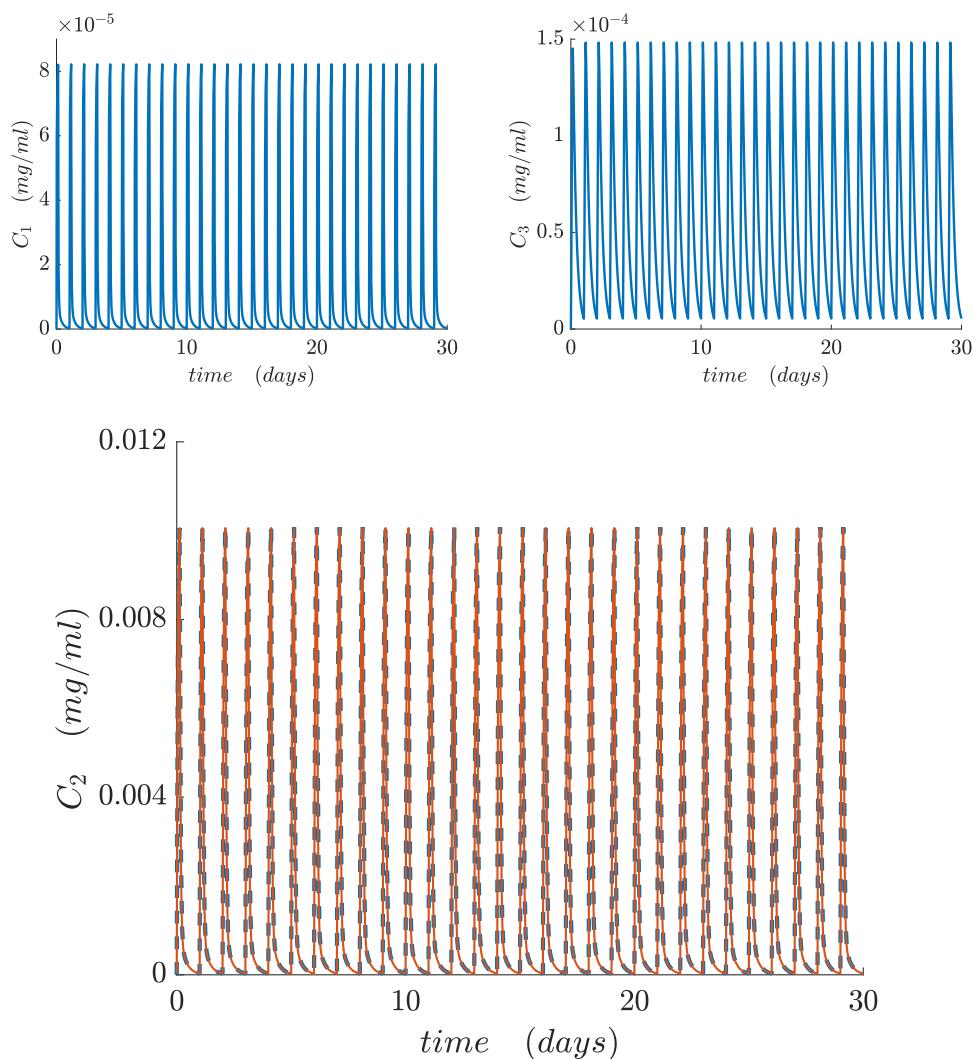 ×10⁻⁵
8
6
4
2
0
C₁ (mg/ml)
0 10 20 30
time (days)
×10⁻⁴
1.5
1
0.5
0
C₃ (mg/ml)
0 10 20 30
time (days)
0.012
0.008
0.004
0
C₂ (mg/ml)
0 10 20 30
time (days)